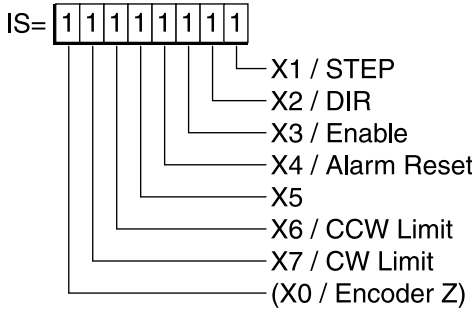 IS= 1 1 1 1 1 1 1 1
X1 / STEP
X2 / DIR
X3 / Enable
X4 / Alarm Reset
X5
X6 / CCW Limit
X7 / CW Limit
(X0 / Encoder Z)